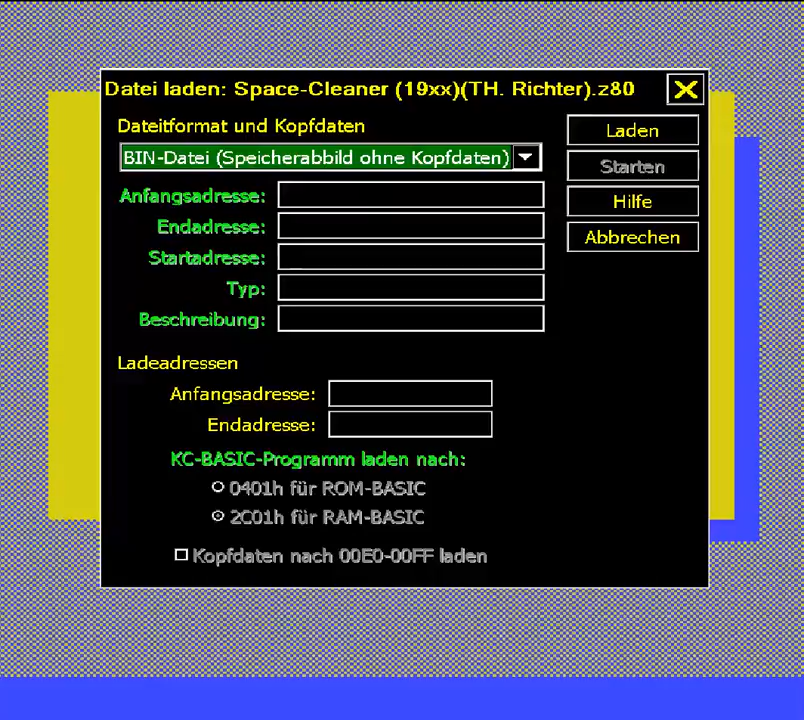 Datei laden: Space-Cleaner (19xx)(TH. Richter).z80
Dateitformat und Kopfdaten
BIN-Datei (Speicherabbild ohne Kopfdaten)
Anfangsadresse:
Endadresse:
Startadresse:
Typ:
Beschreibung:
Laden
Starten
Hilfe
Abbrechen
Ladeadressen
Anfangsadresse:
Endadresse:
KC-BASIC-Programm laden nach:
0401h für ROM-BASIC
2C01h für RAM-BASIC
Kopfdaten nach 00E0-00FF laden